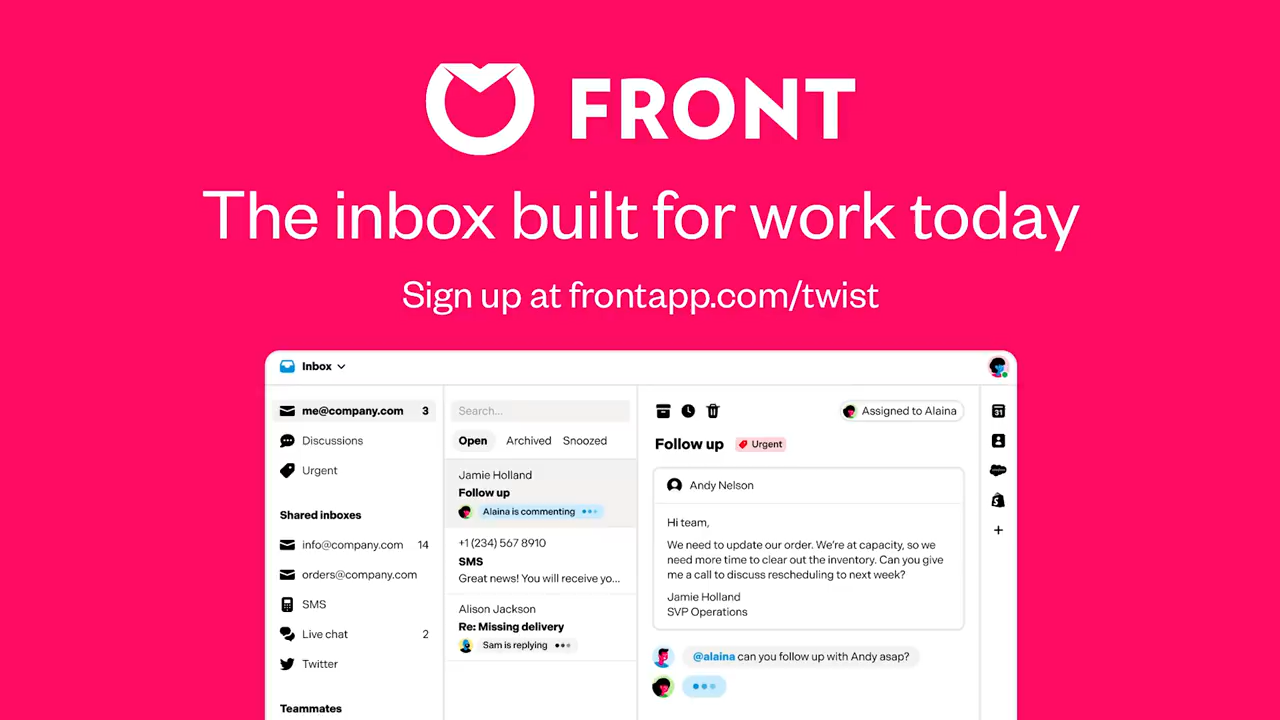 FRONT
The inbox built for work today
Sign up at frontapp.com/twist
Inbox
me@company.com 3
Discussions
Urgent
Shared inboxes
info@company.com 14
orders@company.com
SMS
Live chat 2
Twitter
Teammates
Search...
Open Archived Snoozed
Jamie Holland
Follow up
Alaina is commenting
+1 (234) 567 8910
SMS
Great news! You will receive yo...
Alison Jackson
Re: Missing delivery
Sam is replying
Assigned to Alaina
Follow up Urgent
Andy Nelson
Hi team,
We need to update our order. We're at capacity, so we
need more time to clear out the inventory. Can you give
me a call to discuss rescheduling to next week?
Jamie Holland
SVP Operations
@alaina can you follow up with Andy asap?
31